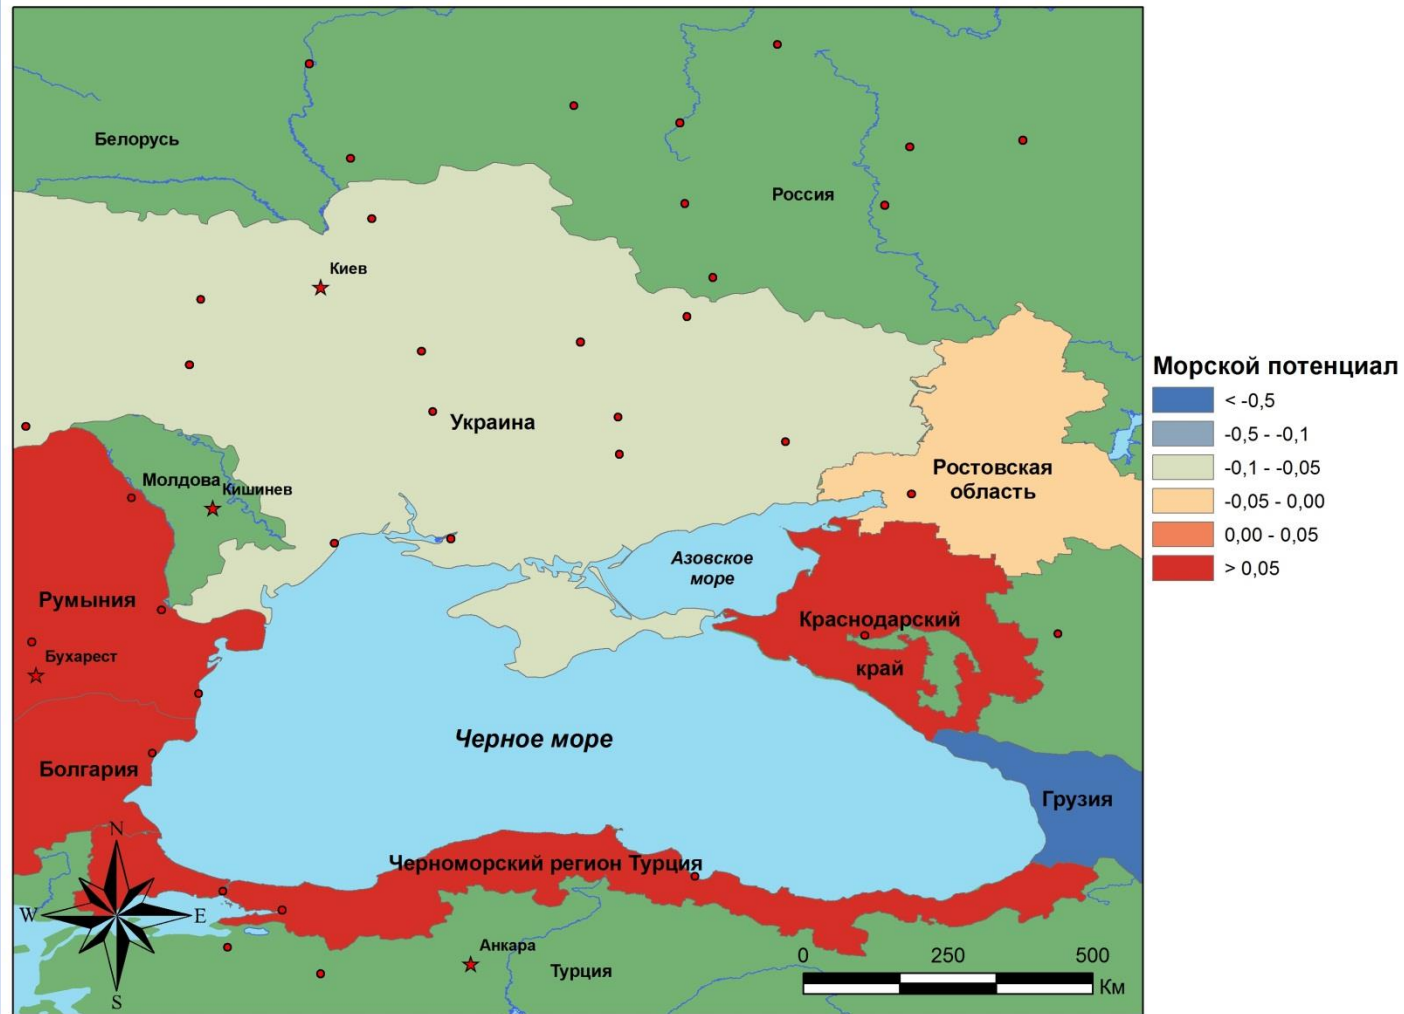 Белорусь
Россия
Киев
Украина
Молдова
Кишинев
Ростовская
область
Азовское
море
Румыния
Бухарест
Краснодарский
край
Черное море
Болгария
Грузия
Черноморский регион Турция
Анкара
Турция
N
W
E
S
0
250
500
Км
Морской потенциал
< -0,5
-0,5 - -0,1
-0,1 - -0,05
-0,05 - 0,00
0,00 - 0,05
> 0,05